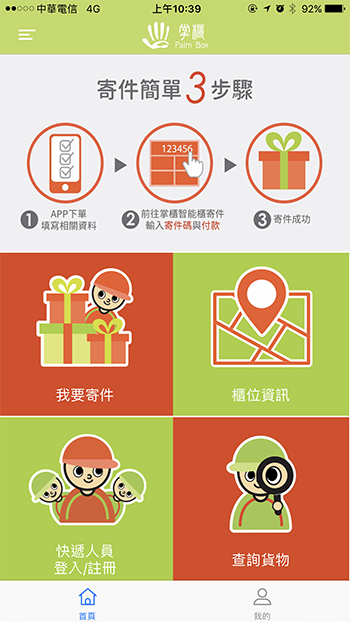 中華電信 4G 上午10:39 92%
掌櫃
Palm Box
寄件簡單3步驟
123456
1 APP下單
填寫相關資料
2 前往掌櫃智能櫃寄件
輸入寄件碼與付款
3 寄件成功
我要寄件
櫃位資訊
快遞人員
登入/註冊
查詢貨物
首頁
我的